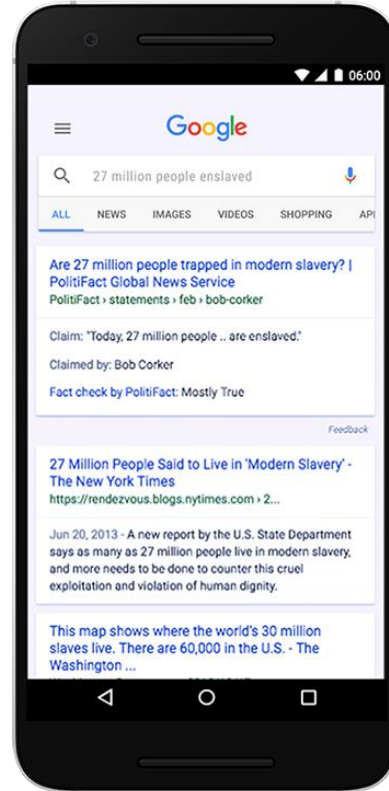 06:00
Google
27 million people enslaved
ALL NEWS IMAGES VIDEOS SHOPPING
Are 27 million people trapped in modern slavery? |
PolitiFact Global News Service
PolitiFact › statements › feb › bob-corker
Claim: "Today, 27 million people .. are enslaved."
Claimed by: Bob Corker
Fact check by PolitiFact: Mostly True
Feedback
27 Million People Said to Live in 'Modern Slavery' -
The New York Times
https://rendezvous.blogs.nytimes.com › 2...
Jun 20, 2013 - A new report by the U.S. State Department
says as many as 27 million people live in modern slavery,
and more needs to be done to counter this cruel
exploitation and violation of human dignity.
This map shows where the world's 30 million
slaves live. There are 60,000 in the U.S. - The
Washington ...